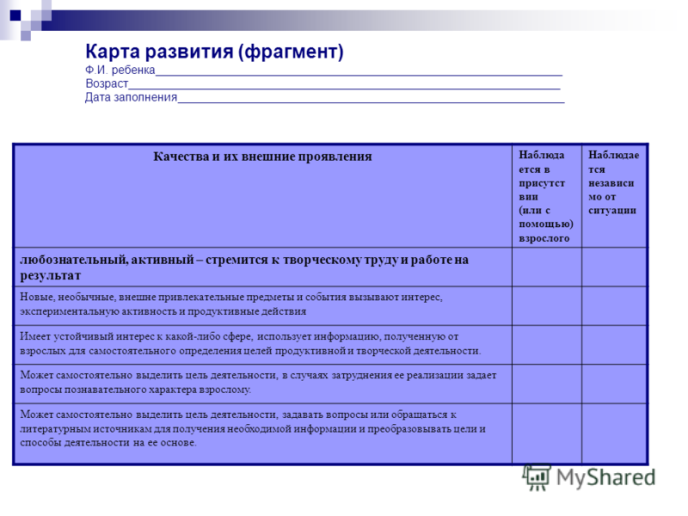 Карта развития (фрагмент)
Ф.И. ребенка_______________________________________________________________
Возраст___________________________________________________________________
Дата заполнения____________________________________________________________
Качества и их внешние проявления
Наблюда
ется в
присутст
вии
(или с
помощью)
взрослого
Наблюдае
тся
независи
мо от
ситуации
любознательный, активный – стремится к творческому труду и работе на
результат
Новые, необычные, внешне привлекательные предметы и события вызывают интерес,
экспериментальную активность и продуктивные действия
Имеет устойчивый интерес к какой-либо сфере, использует информацию, полученную от
взрослых для самостоятельного определения целей продуктивной и творческой деятельности.
Может самостоятельно выделить цель деятельности, в случаях затруднения ее реализации задает
вопросы познавательного характера взрослому.
Может самостоятельно выделить цель деятельности, задавать вопросы или обращаться к
литературным источникам для получения необходимой информации и преобразовывать цели и
способы деятельности на ее основе.
MyShared